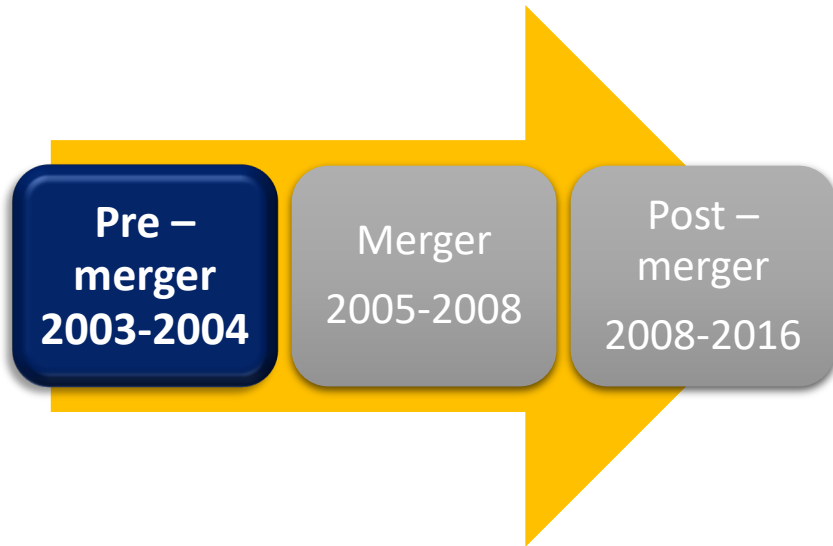 Pre –
merger
2003-2004
Merger
2005-2008
Post –
merger
2008-2016